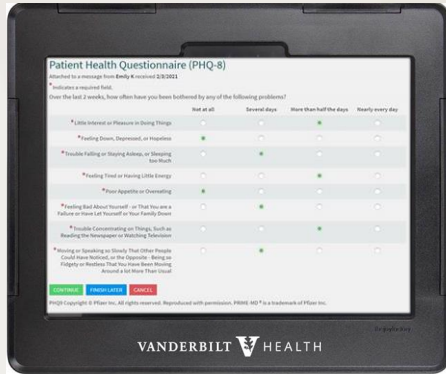 Patient Health Questionnaire (PHQ-8)
Attached to a message from Emily K received 2/3/2021
*Indicates a required field.
Over the last 2 weeks, how often have you been bothered by any of the following problems?
Not at all Several days More than half the days Nearly every day
*Little Interest or Pleasure in Doing Things
*Feeling Down, Depressed, or Hopeless
*Trouble Falling or Staying Asleep, or Sleeping
too Much
*Feeling Tired or Having Little Energy
*Poor Appetite or Overeating
*Feeling Bad About Yourself - or That You are a
Failure or Have Let Yourself or Your Family Down
*Trouble Concentrating on Things, Such as
Reading the Newspaper or Watching Television
*Moving or Speaking so Slowly That Other People
Could Have Noticed, or the Opposite - Being so
Fidgety or Restless That You Have Been Moving
Around a lot More Than Usual
CONTINUE FINISH LATER CANCEL
PHQ9 Copyright © Pfizer Inc. All rights reserved. Reproduced with permission. PRIME-MD ® is a trademark of Pfizer Inc.
VANDERBILT HEALTH